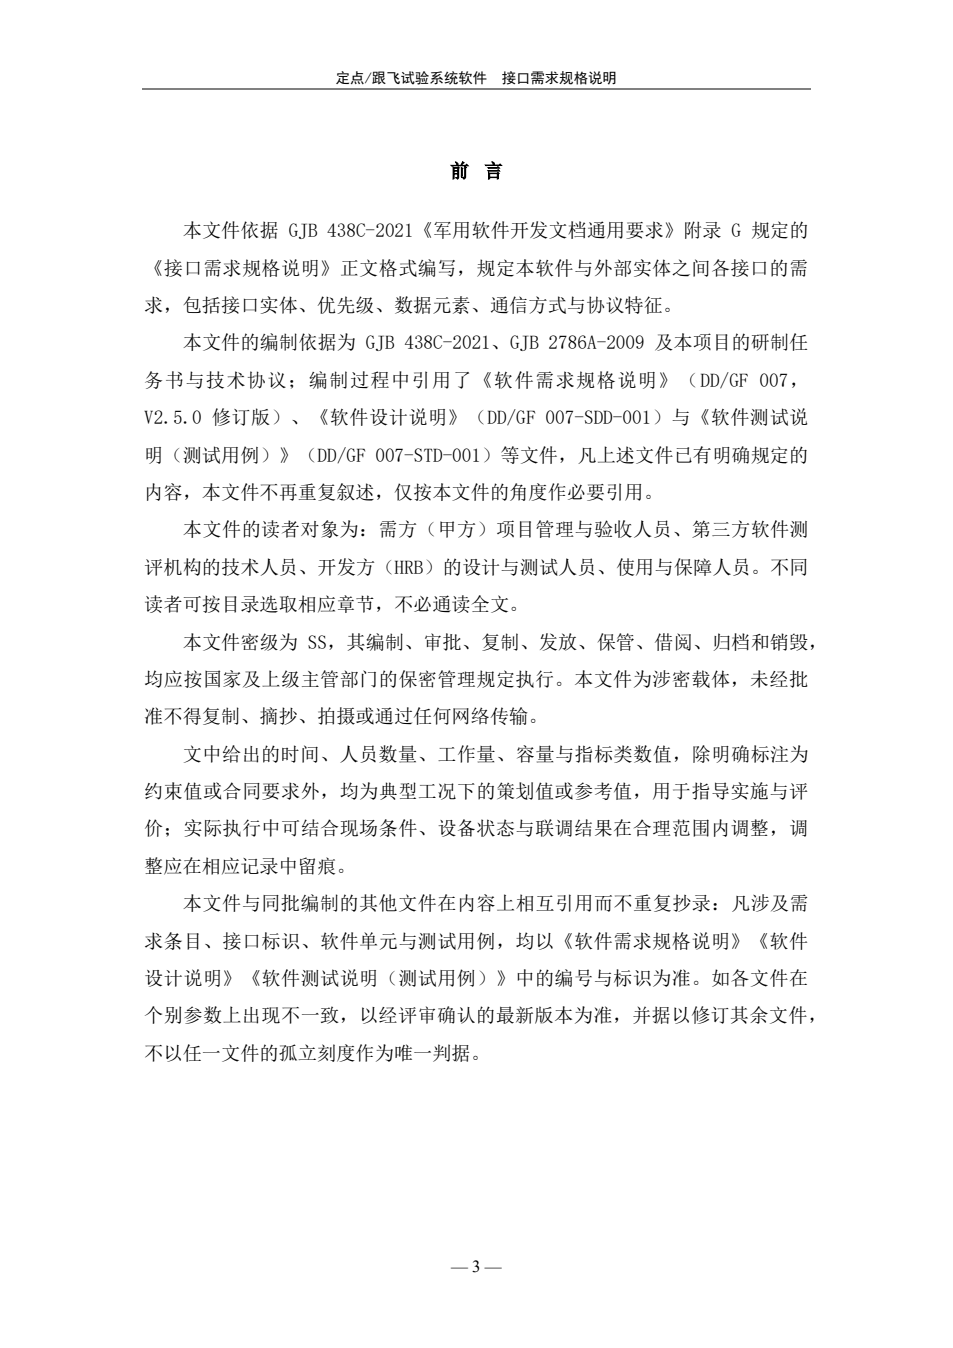 定点/跟飞试验系统软件　接口需求规格说明
前 言
本文件依据 GJB 438C-2021《军用软件开发文档通用要求》附录 G 规定的
《接口需求规格说明》正文格式编写，规定本软件与外部实体之间各接口的需
求，包括接口实体、优先级、数据元素、通信方式与协议特征。
本文件的编制依据为 GJB 438C-2021、GJB 2786A-2009 及本项目的研制任
务书与技术协议；编制过程中引用了《软件需求规格说明》（DD/GF 007，
V2.5.0 修订版）、《软件设计说明》（DD/GF 007-SDD-001）与《软件测试说
明（测试用例）》（DD/GF 007-STD-001）等文件，凡上述文件已有明确规定的
内容，本文件不再重复叙述，仅按本文件的角度作必要引用。
本文件的读者对象为：需方（甲方）项目管理与验收人员、第三方软件测
评机构的技术人员、开发方（HRB）的设计与测试人员、使用与保障人员。不同
读者可按目录选取相应章节，不必通读全文。
本文件密级为 SS，其编制、审批、复制、发放、保管、借阅、归档和销毁，
均应按国家及上级主管部门的保密管理规定执行。本文件为涉密载体，未经批
准不得复制、摘抄、拍摄或通过任何网络传输。
文中给出的时间、人员数量、工作量、容量与指标类数值，除明确标注为
约束值或合同要求外，均为典型工况下的策划值或参考值，用于指导实施与评
价；实际执行中可结合现场条件、设备状态与联调结果在合理范围内调整，调
整应在相应记录中留痕。
本文件与同批编制的其他文件在内容上相互引用而不重复抄录：凡涉及需
求条目、接口标识、软件单元与测试用例，均以《软件需求规格说明》《软件
设计说明》《软件测试说明（测试用例）》中的编号与标识为准。如各文件在
个别参数上出现不一致，以经评审确认的最新版本为准，并据以修订其余文件，
不以任一文件的孤立刻度作为唯一判据。
— 3 —